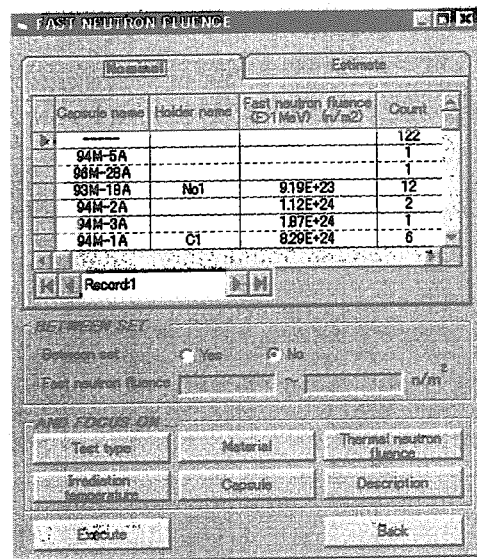 FAST NEUTRON FLUENCE
Nominal Estimate
Capsule name Holder name Fast neutron fluence (E>1MeV) (n/m2) Count
----- 122
94M-5A 1
96M-28A 1
93M-18A No1 9.19E+23 12
94M-2A 1.12E+24 2
94M-3A 1.87E+24 1
94M-1A C1 8.29E+24 6
Record:1
BETWEEN SET
Between set Yes No
Fast neutron fluence ~ n/m2
AND FOCUS ON
Test type Material Thermal neutron fluence
Irradiation temperature Capsule Description
Execute Back